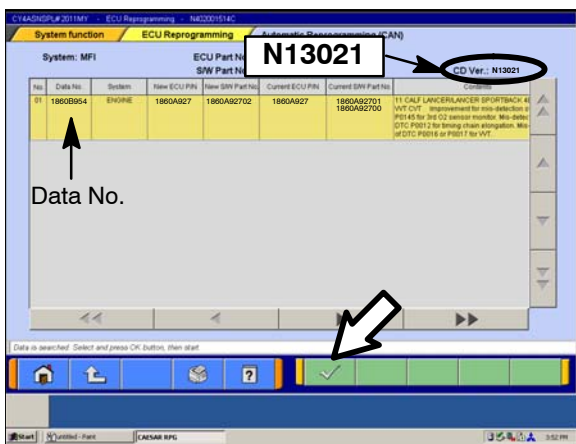 CY4ASNSPL# 2011MY - ECU Reprogramming - N402001514C
System function
ECU Reprogramming
Automatic Reprogramming (CAN)
System: MFI
ECU Part No
S/W Part No
N13021
CD Ver.: N13021
No. Data No. System New ECU P/N New S/W Part No. Current ECU P/N Current S/W Part No. Contents
01 1860B954 ENGINE 1860A927 1860A92702 1860A927 1860A92701 1860A92700
11 CALF LANCER/LANCER SPORTBACK 4
VVT CVT Improvement for mis-detection o
P0145 for 3rd O2 sensor monitor. Mis-detec
DTC P0012 for timing chain elongation. Mis
of DTC P0016 or P0017 for VVT.
Data No.
Data is searched. Select and press OK button, then start.
Start
untitled - Paint
CAESAR RPG
3:52 PM